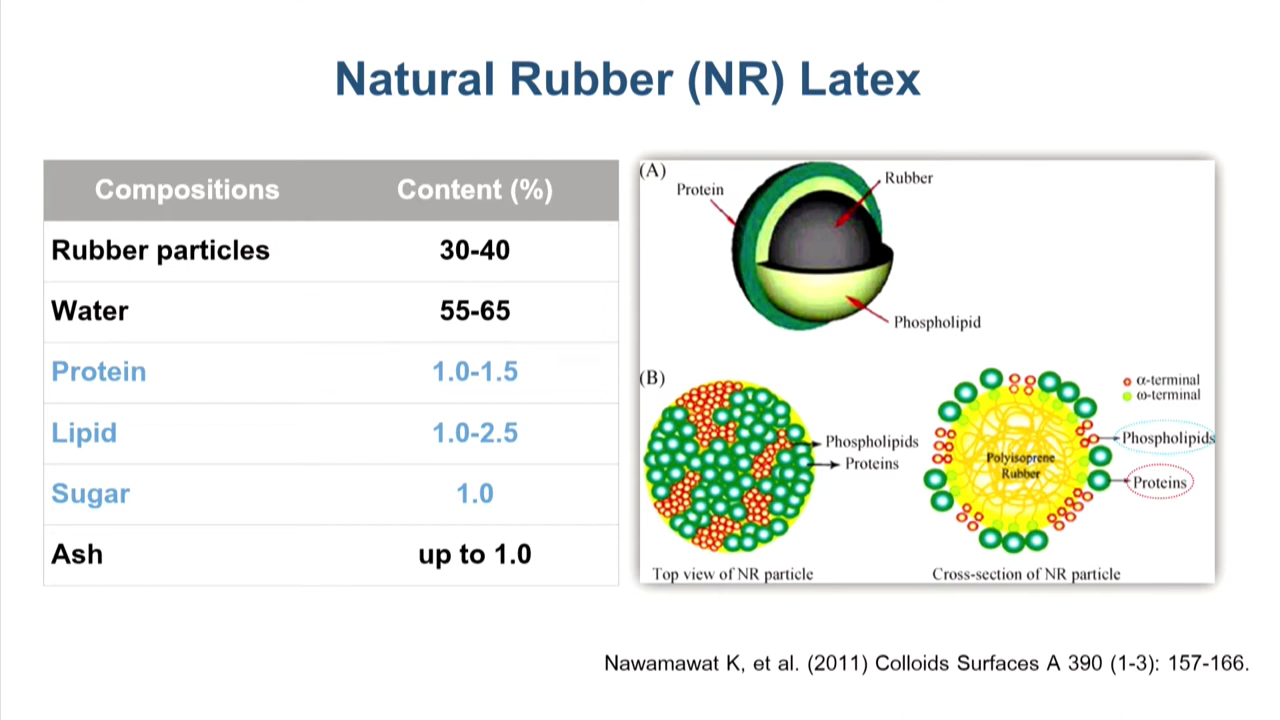 Natural Rubber (NR) Latex
Compositions Content (%)
Rubber particles 30-40
Water 55-65
Protein 1.0-1.5
Lipid 1.0-2.5
Sugar 1.0
Ash up to 1.0
(A)
Protein
Rubber
Phospholipid
(B)
Phospholipids
Proteins
Top view of NR particle
α-terminal
ω-terminal
Phospholipids
Polyisoprene
Rubber
Proteins
Cross-section of NR particle
Nawamawat K, et al. (2011) Colloids Surfaces A 390 (1-3): 157-166.